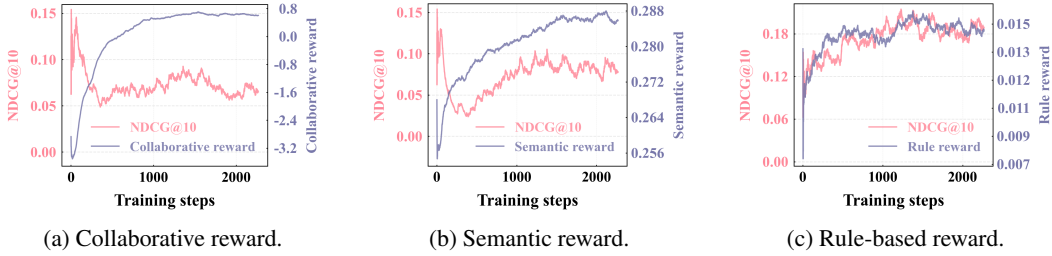 0.15
0.10
0.05
0.00
NDCG@10
0.8
0.0
-0.8
-1.6
-2.4
-3.2
Collaborative reward
NDCG@10
Collaborative reward
0
1000
2000
Training steps
(a) Collaborative reward.
0.15
0.10
0.05
0.00
NDCG@10
0.288
0.280
0.272
0.264
0.256
Semantic reward
NDCG@10
Semantic reward
0
1000
2000
Training steps
(b) Semantic reward.
0.18
0.12
0.06
0.00
NDCG@10
0.015
0.013
0.012
0.011
0.009
0.007
Rule reward
NDCG@10
Rule reward
0
1000
2000
Training steps
(c) Rule-based reward.